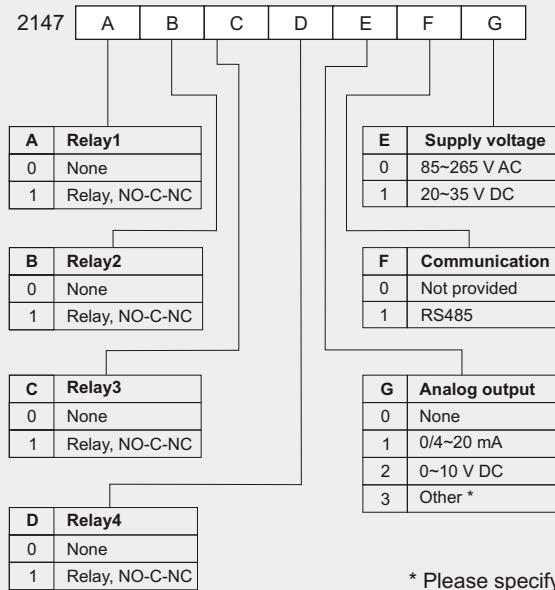 2147 A B C D E F G
A Relay1
0 None
1 Relay, NO-C-NC
B Relay2
0 None
1 Relay, NO-C-NC
C Relay3
0 None
1 Relay, NO-C-NC
D Relay4
0 None
1 Relay, NO-C-NC
E Supply voltage
0 85~265 V AC
1 20~35 V DC
F Communication
0 Not provided
1 RS485
G Analog output
0 None
1 0/4~20 mA
2 0~10 V DC
3 Other *
* Please specify